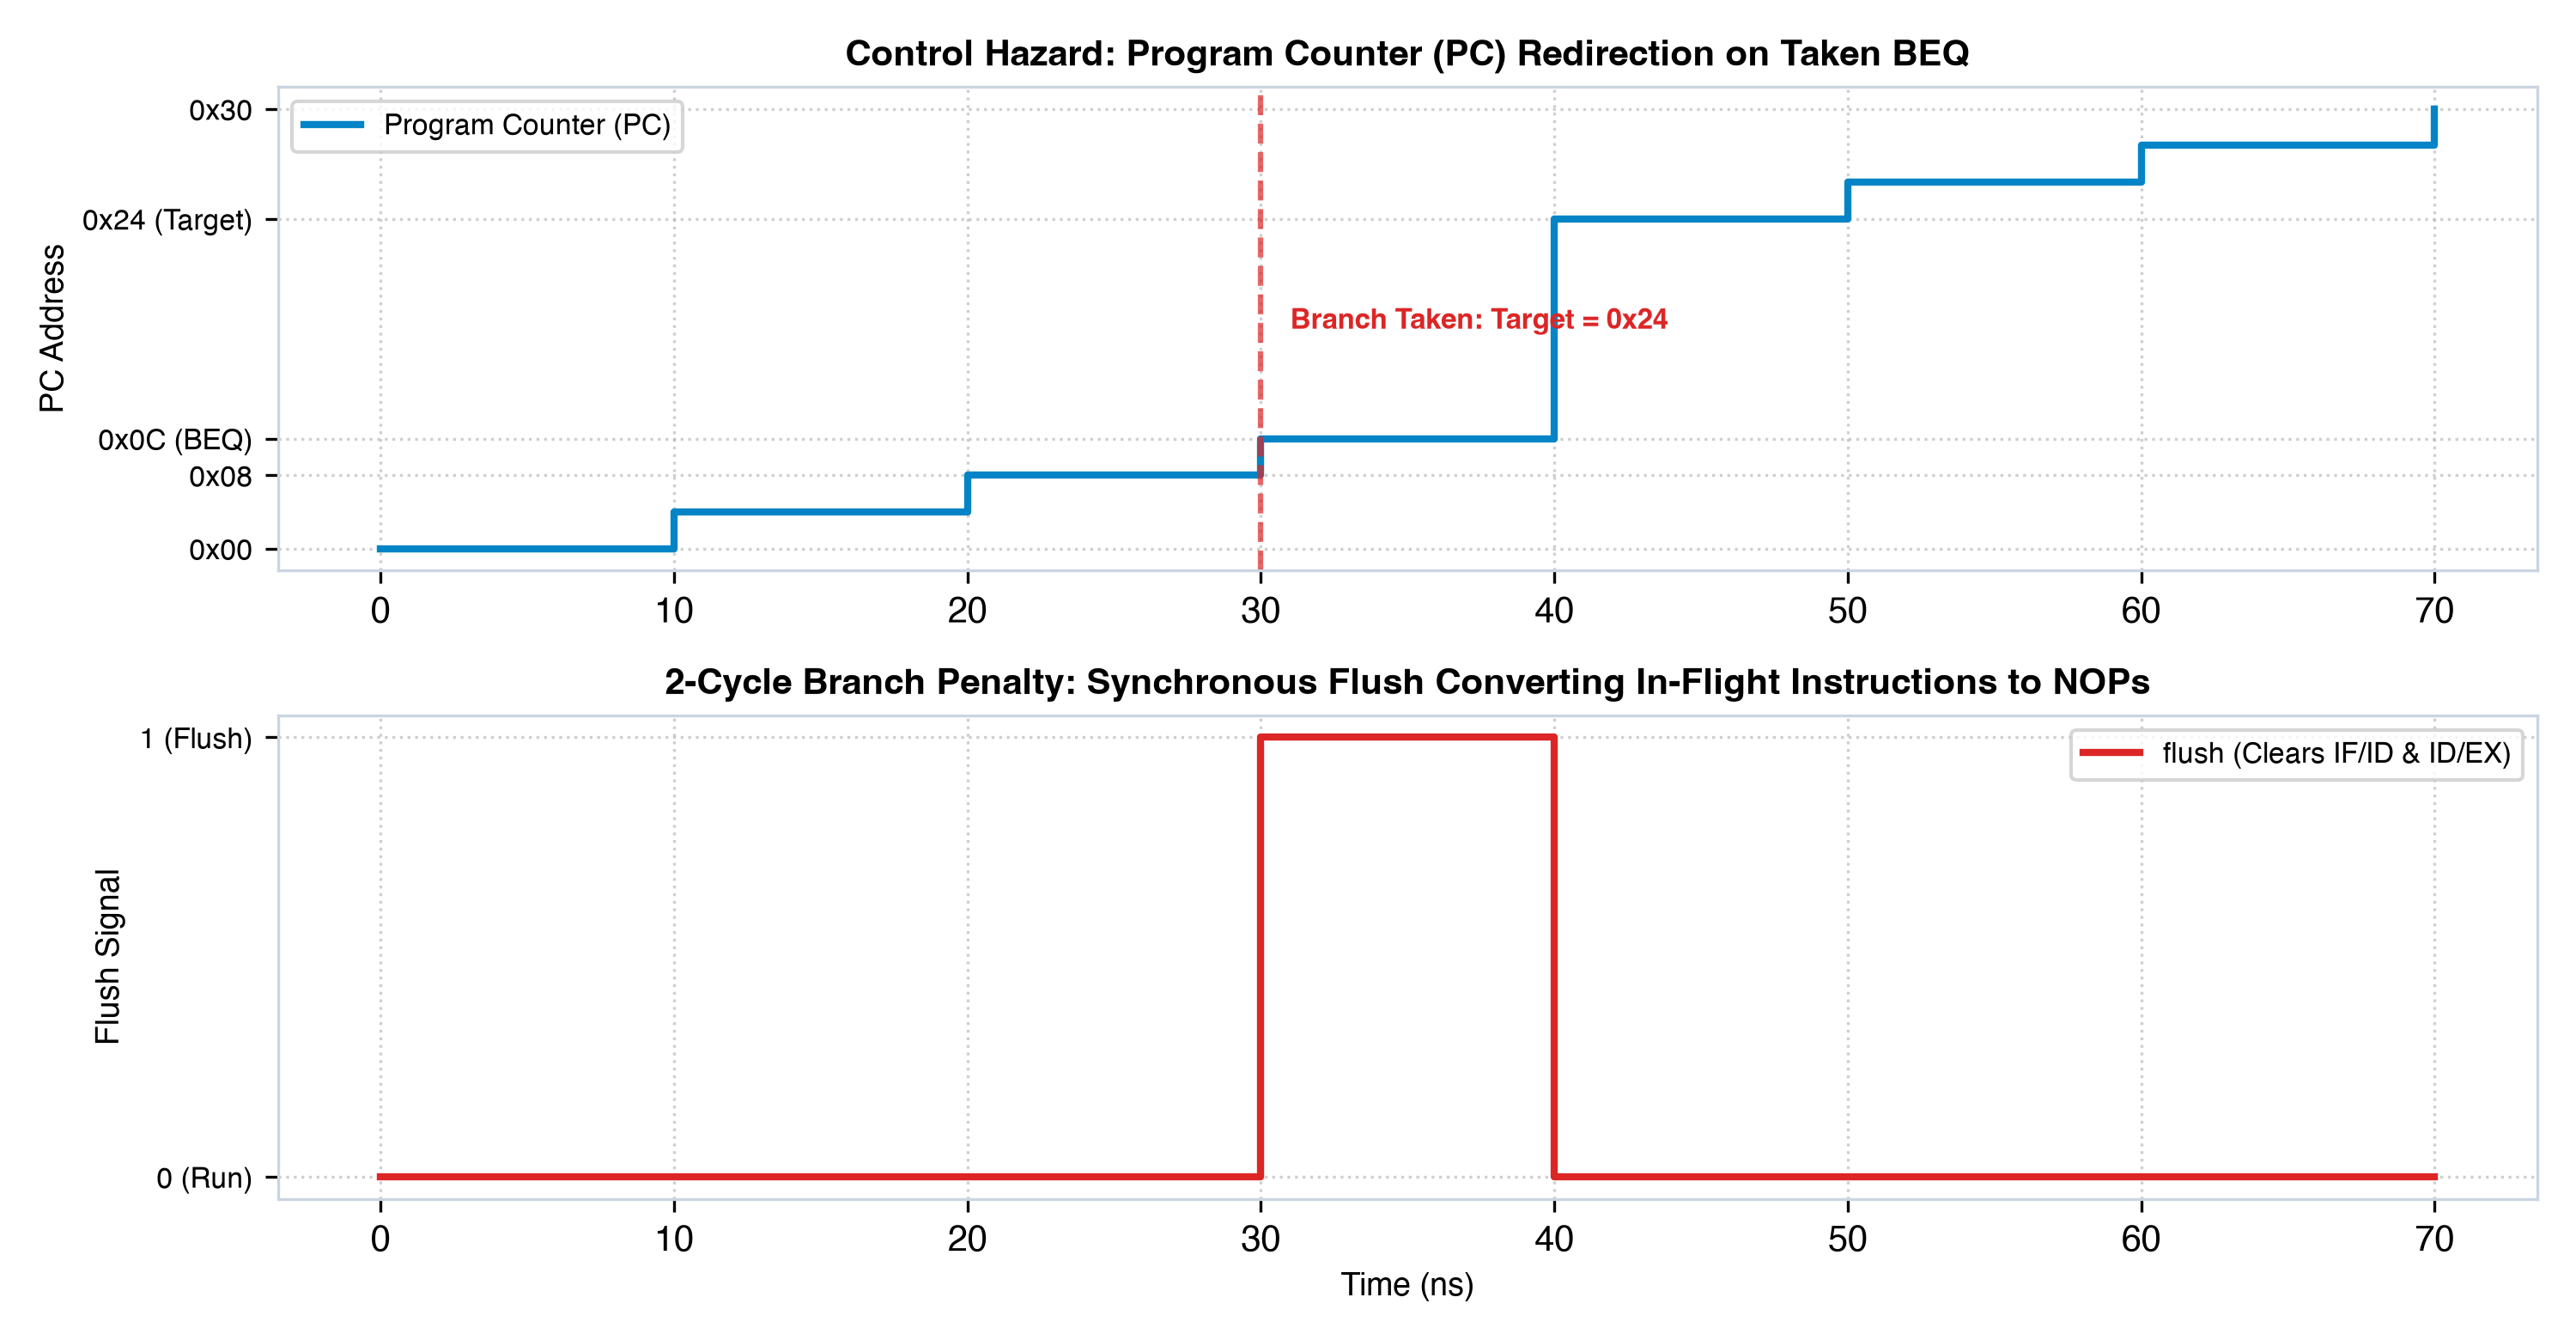 Control Hazard: Program Counter (PC) Redirection on Taken BEQ
Program Counter (PC)
PC Address
0x30
0x24 (Target)
0x0C (BEQ)
0x08
0x00
Branch Taken: Target = 0x24
0 10 20 30 40 50 60 70
2-Cycle Branch Penalty: Synchronous Flush Converting In-Flight Instructions to NOPs
flush (Clears IF/ID & ID/EX)
Flush Signal
1 (Flush)
0 (Run)
0 10 20 30 40 50 60 70
Time (ns)